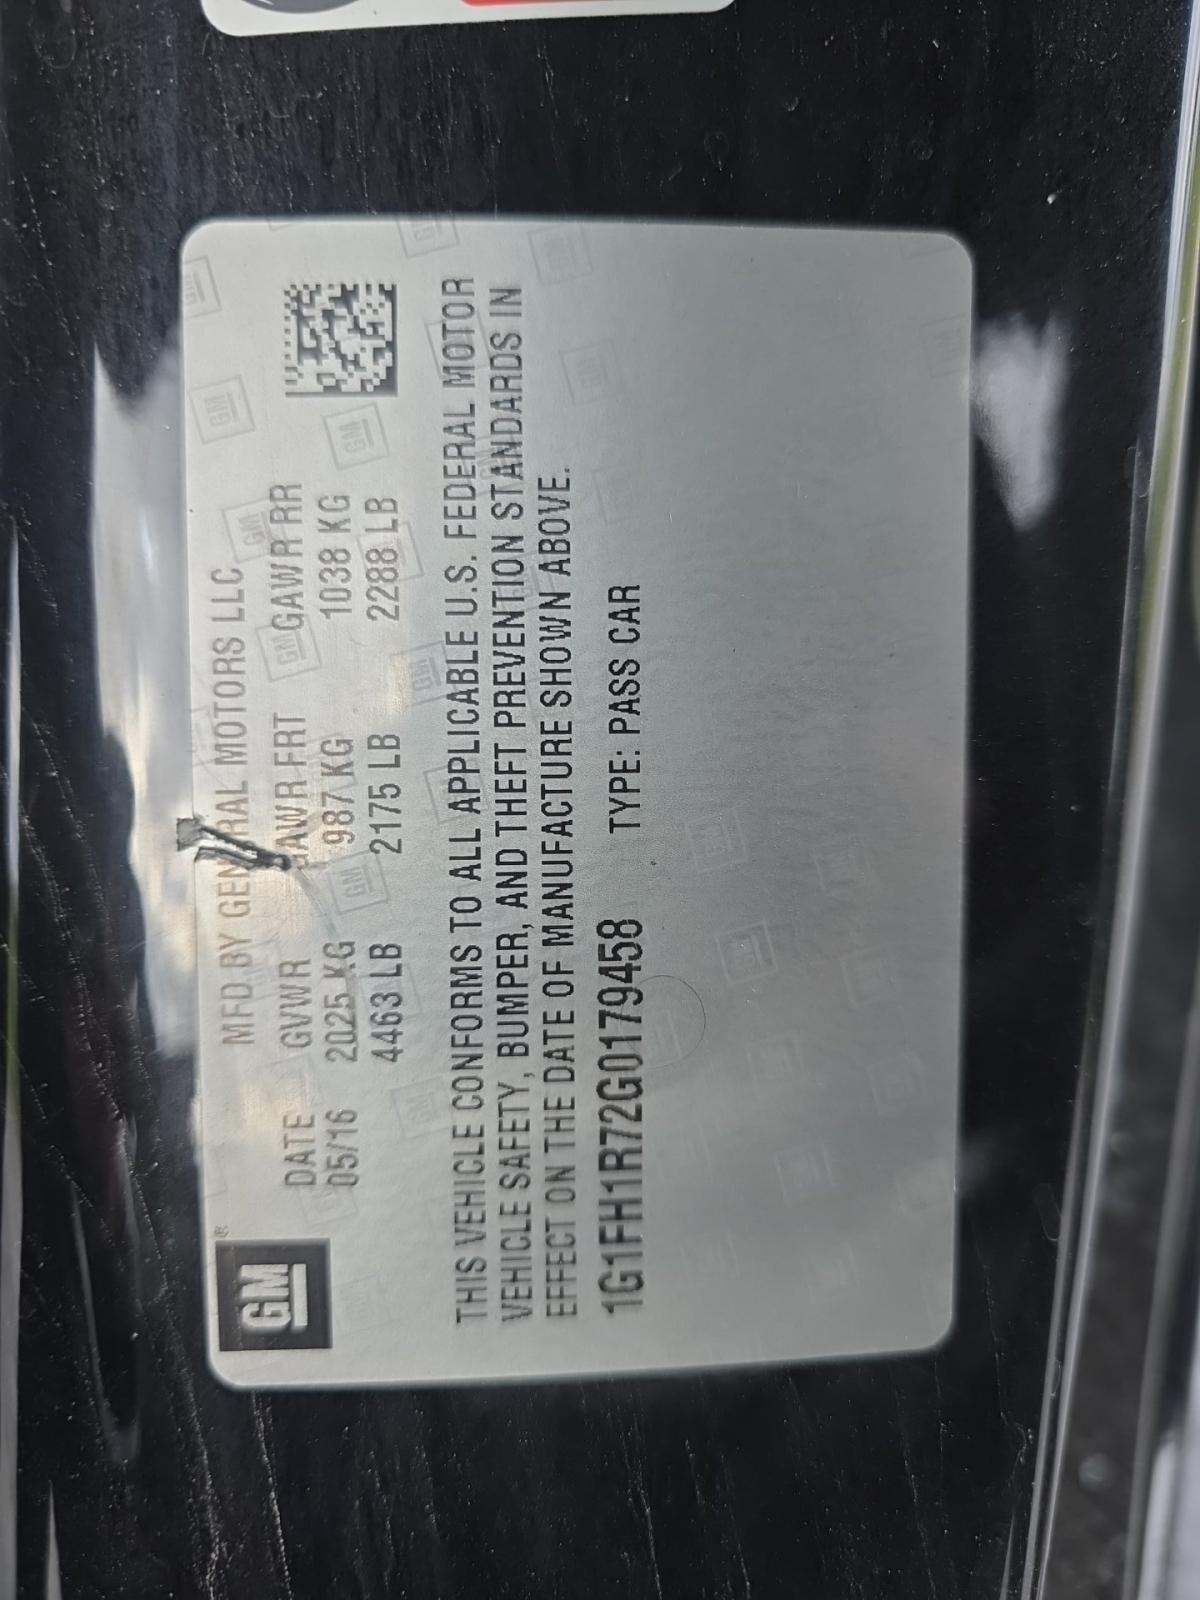 GM ®
MFD BY GENERAL MOTORS LLC
DATE GVWR GAWR FRT GAWR RR
05/16 2025 KG 987 KG 1038 KG
4463 LB 2175 LB 2288 LB
THIS VEHICLE CONFORMS TO ALL APPLICABLE U.S. FEDERAL MOTOR
VEHICLE SAFETY, BUMPER, AND THEFT PREVENTION STANDARDS IN
EFFECT ON THE DATE OF MANUFACTURE SHOWN ABOVE.
1G1FH1R72G0179458 TYPE: PASS CAR